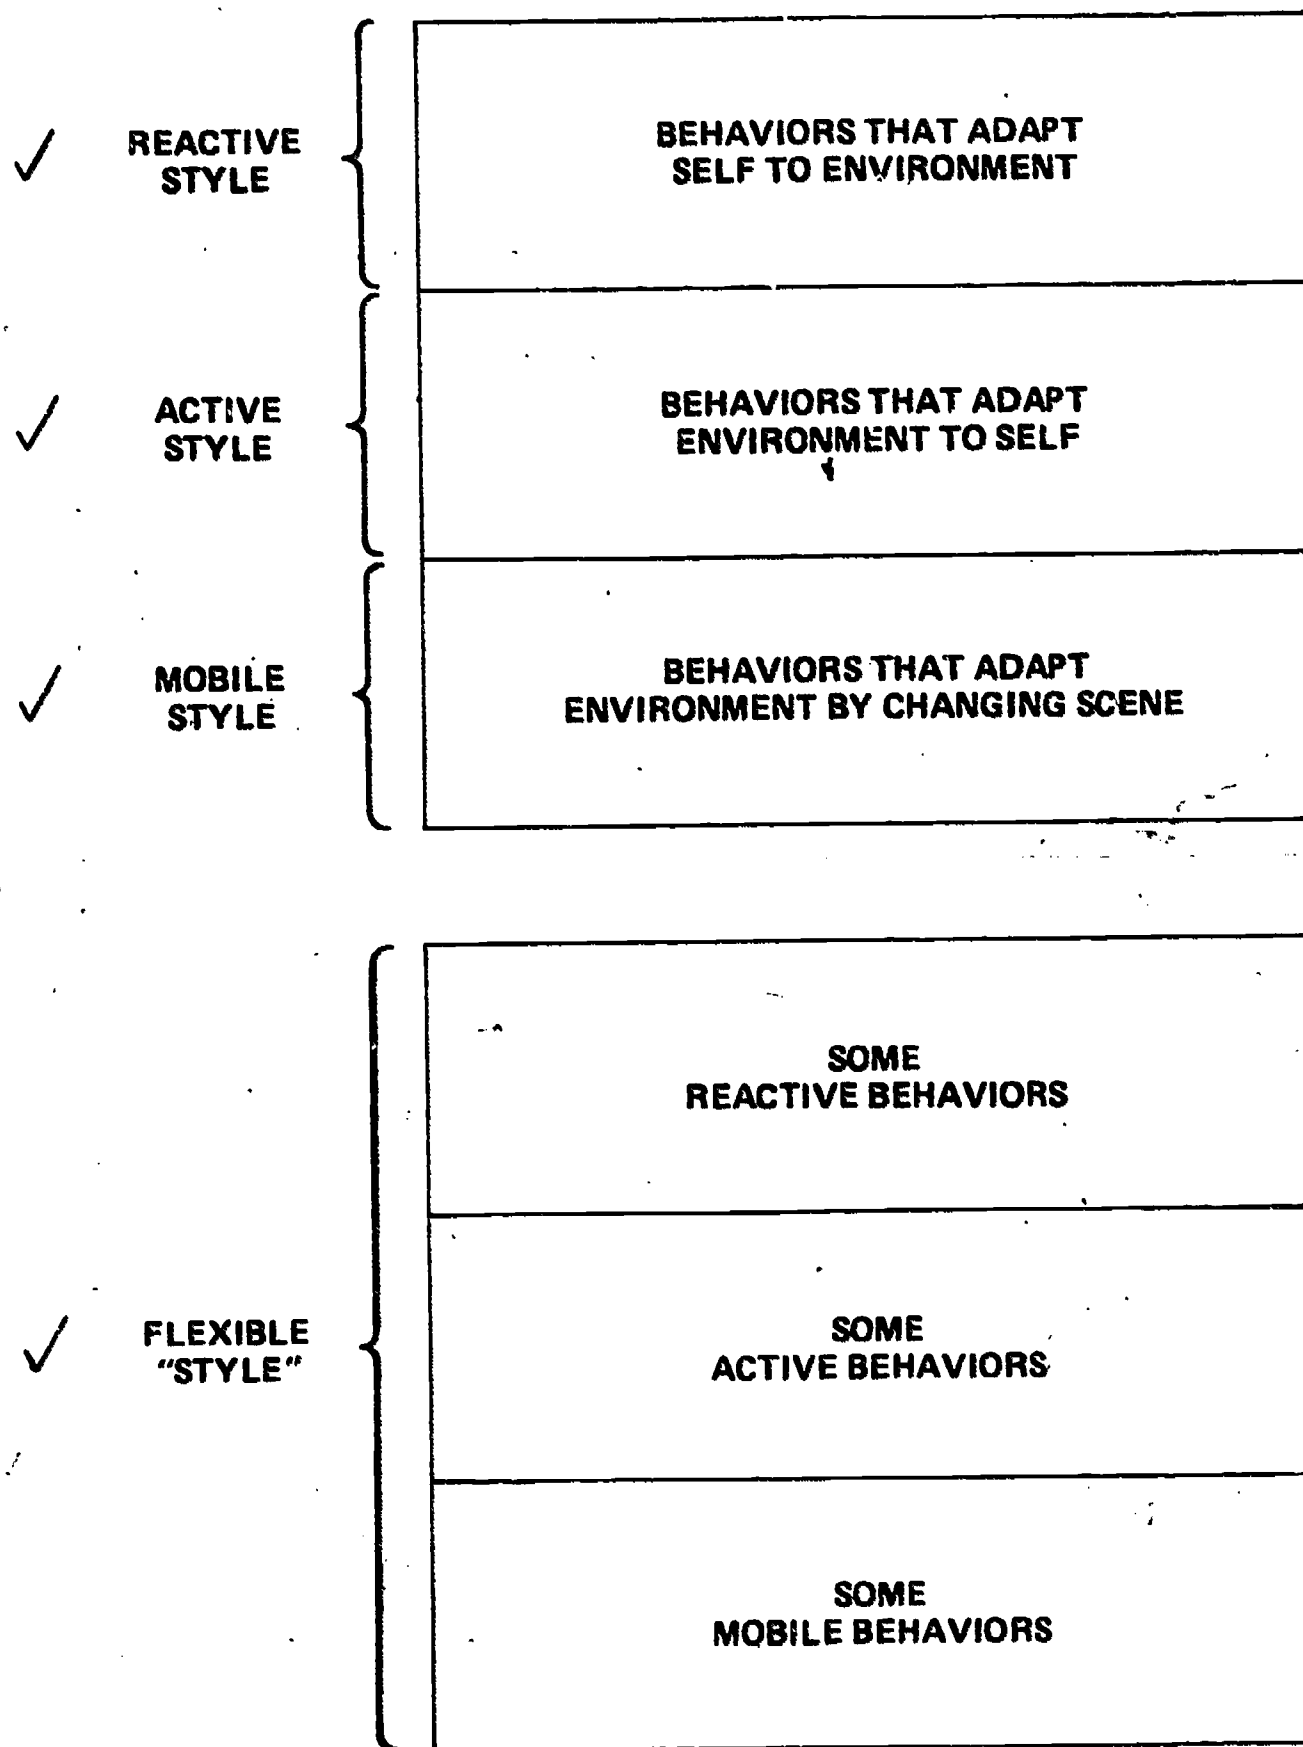 ✓ REACTIVE
STYLE
BEHAVIORS THAT ADAPT
SELF TO ENVIRONMENT
✓ ACTIVE
STYLE
BEHAVIORS THAT ADAPT
ENVIRONMENT TO SELF
✓ MOBILE
STYLE
BEHAVIORS THAT ADAPT
ENVIRONMENT BY CHANGING SCENE
✓ FLEXIBLE
"STYLE"
SOME
REACTIVE BEHAVIORS
SOME
ACTIVE BEHAVIORS
SOME
MOBILE BEHAVIORS